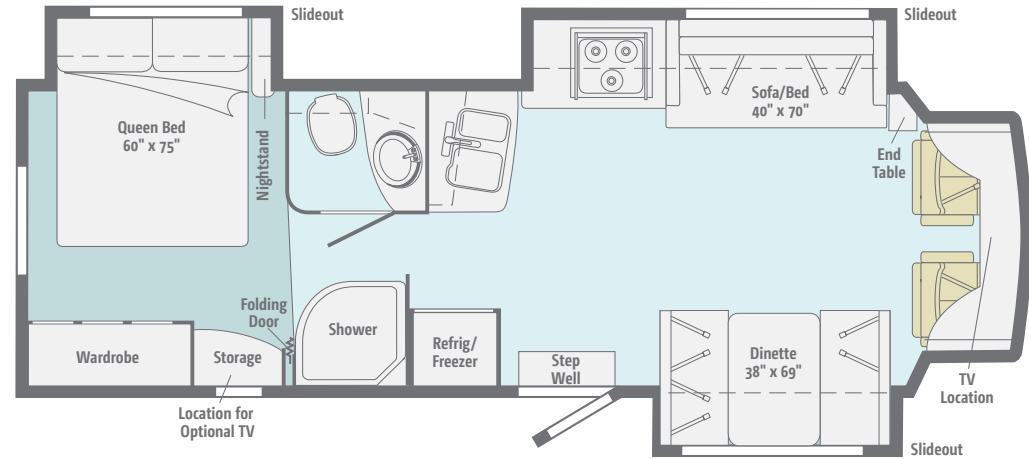 Slideout
Slideout
Queen Bed
60" x 75"
Nightstand
Sofa/Bed
40" x 70"
End
Table
Folding
Door
Shower
Wardrobe
Storage
Refrig/
Freezer
Step
Well
Dinette
38" x 69"
TV
Location
Location for
Optional TV
Slideout